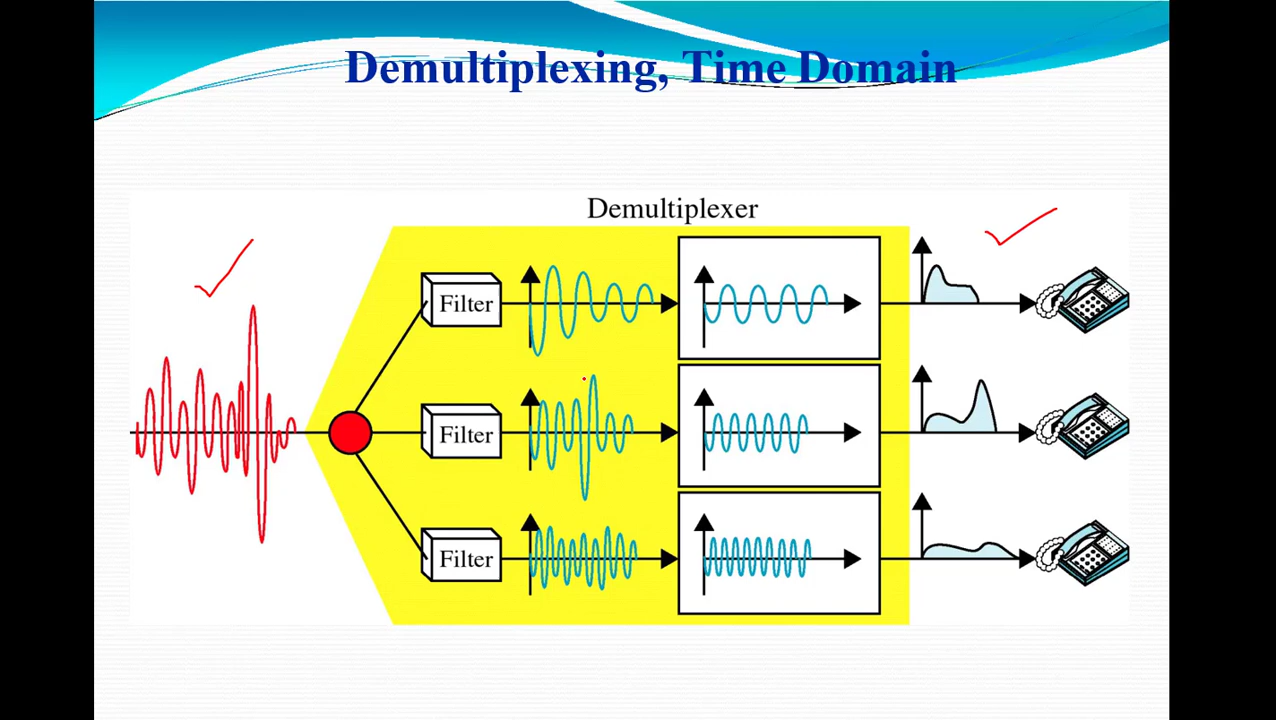 Demultiplexing, Time Domain
Demultiplexer
Filter
Filter
Filter